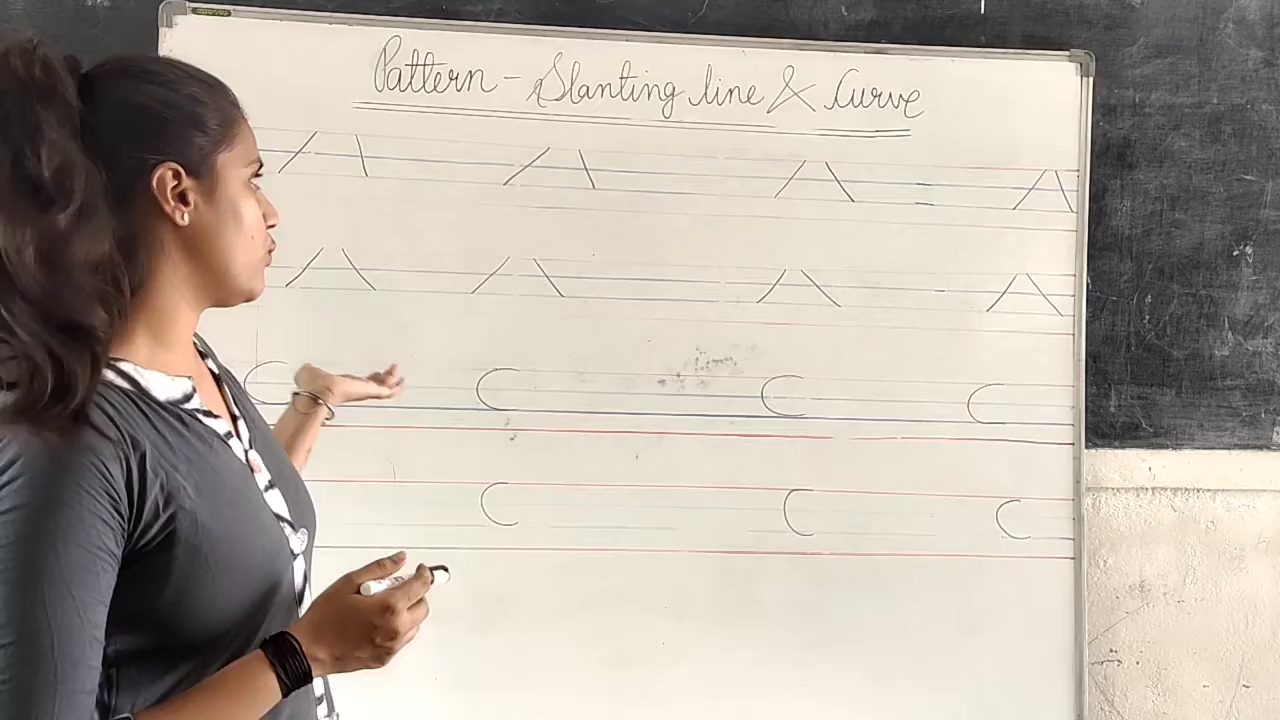 Pattern - Slanting line & Curve
/ \ / \ / \ / \
/ \ / \ / \ / \
C C C C
C C C